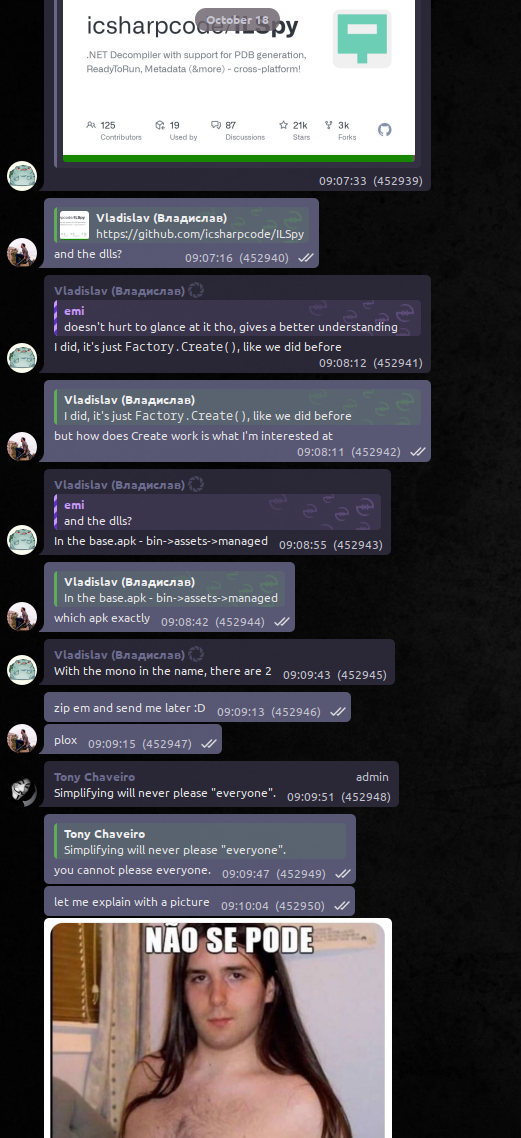 October 18
icsharpcode/ILSpy
.NET Decompiler with support for PDB generation,
ReadyToRun, Metadata (&more) - cross-platform!
125
Contributors
19
Used by
87
Discussions
21k
Stars
3k
Forks
09:07:33 (452939)
Vladislav (Владислав)
https://github.com/icsharpcode/ILSpy
and the dlls?
09:07:16 (452940)
Vladislav (Владислав)
emi
doesn't hurt to glance at it tho, gives a better understanding
I did, it's just Factory.Create(), like we did before
09:08:12 (452941)
Vladislav (Владислав)
I did, it's just Factory.Create(), like we did before
but how does Create work is what I'm interested at
09:08:11 (452942)
Vladislav (Владислав)
emi
and the dlls?
In the base.apk - bin->assets->managed 09:08:55 (452943)
Vladislav (Владислав)
In the base.apk - bin->assets->managed
which apk exactly 09:08:42 (452944)
Vladislav (Владислав)
With the mono in the name, there are 2 09:09:43 (452945)
zip em and send me later :D 09:09:13 (452946)
plox 09:09:15 (452947)
Tony Chaveiro admin
Simplifying will never please "everyone". 09:09:51 (452948)
Tony Chaveiro
Simplifying will never please "everyone".
you cannot please everyone. 09:09:47 (452949)
let me explain with a picture 09:10:04 (452950)
NÃO SE PODE